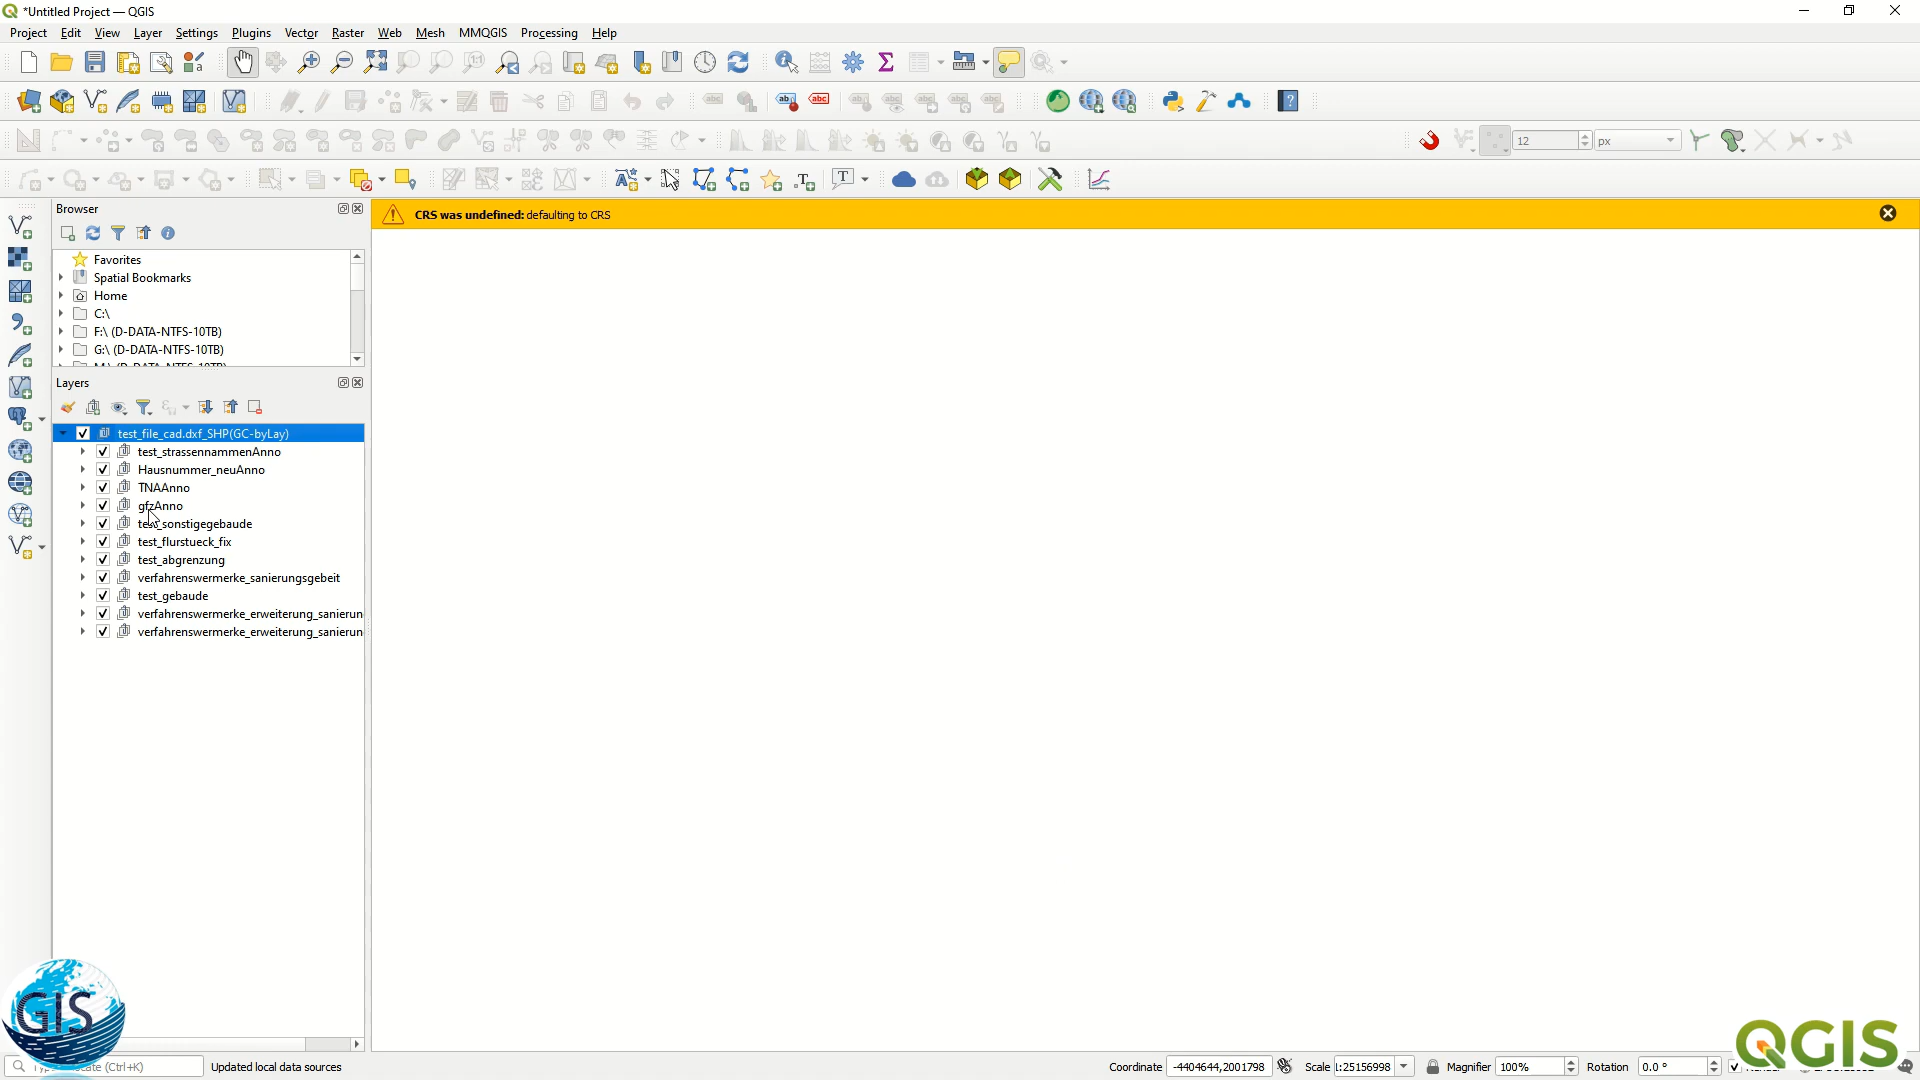 *Untitled Project — QGIS
Project Edit View Layer Settings Plugins Vector Raster Web Mesh MMQGIS Processing Help
abc abc
12 px
CRS was undefined: defaulting to CRS
Browser
Favorites
Spatial Bookmarks
Home
C:\
F:\ (D-DATA-NTFS-10TB)
G:\ (D-DATA-NTFS-10TB)
Layers
test_file_cad.dxf_SHP(GC-byLay)
test_strassennammenAnno
Hausnummer_neuAnno
TNAAnno
gfzAnno
test_sonstigegebaude
test_flurstueck_fix
test_abgrenzung
verfahrenswermerke_sanierungsgebeit
test_gebaude
verfahrenswermerke_erweiterung_sanierun
verfahrenswermerke_erweiterung_sanierun
GIS
QGIS
(Ctrl+K) Updated local data sources Coordinate -4404644,2001798 Scale 1:25156998 Magnifier 100% Rotation 0.0 °